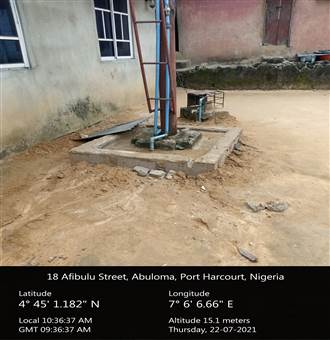 18 Afibulu Street, Abuloma, Port Harcourt, Nigeria
Latitude
4° 45' 1.182" N
Longitude
7° 6' 6.66" E
Local 10:36:37 AM
GMT 09:36:37 AM
Altitude 15.1 meters
Thursday, 22-07-2021